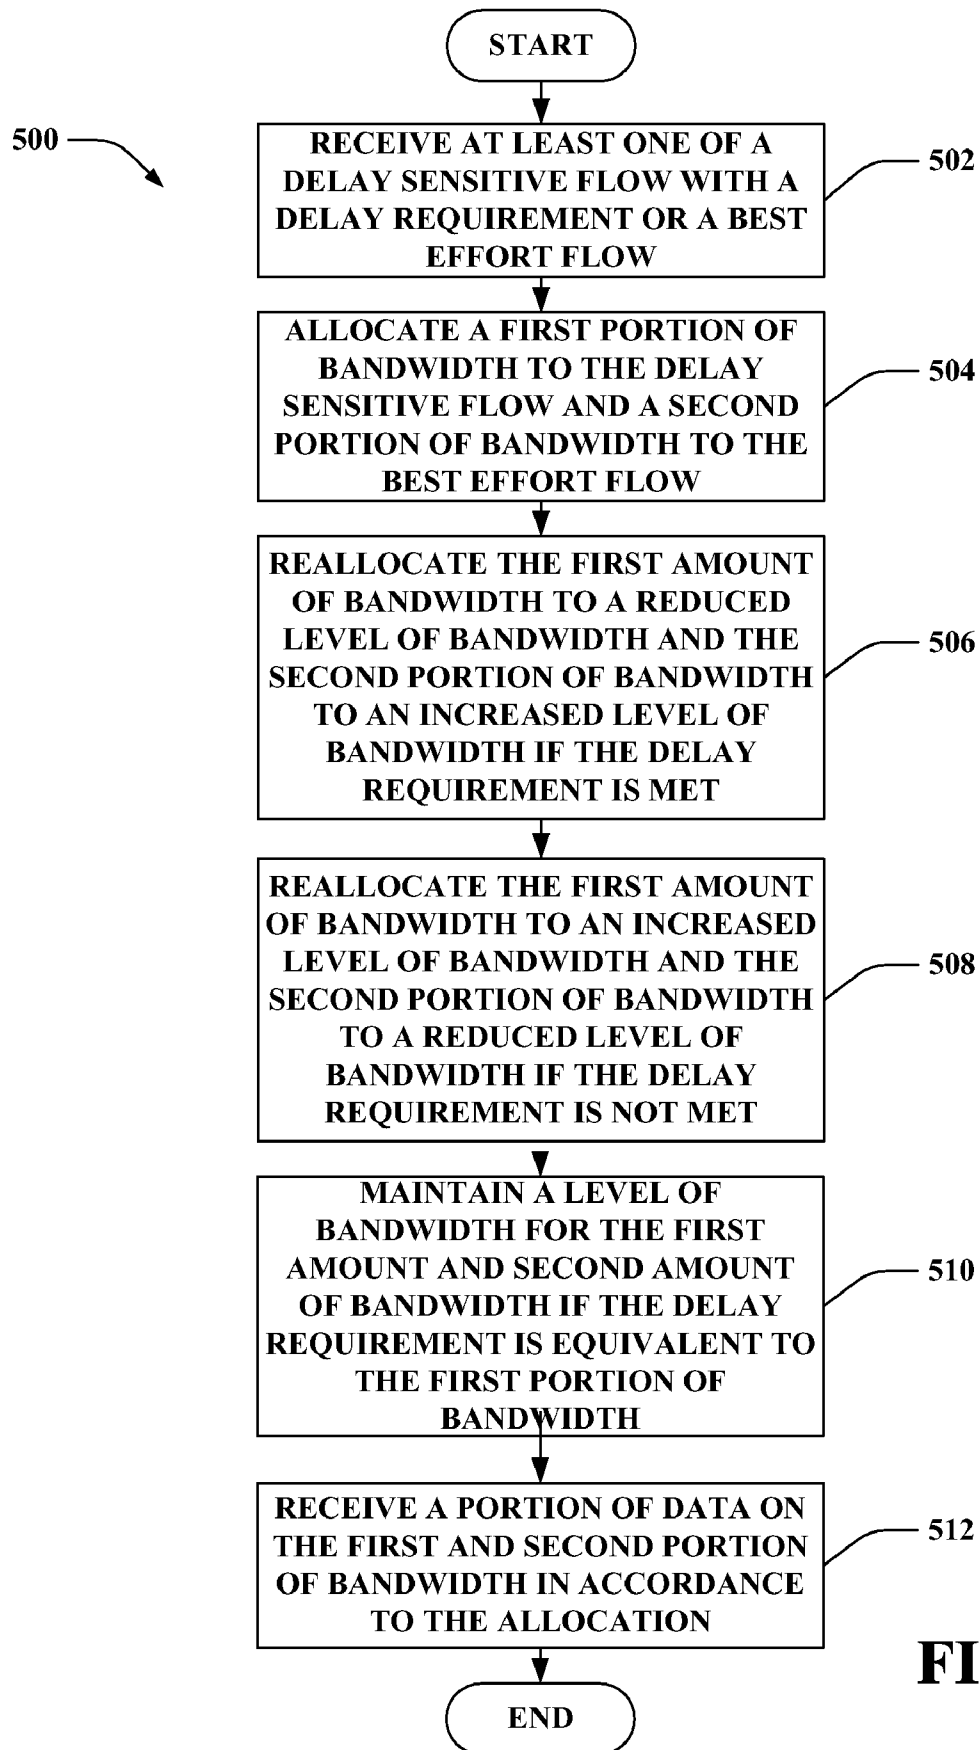 START
500
RECEIVE AT LEAST ONE OF A
DELAY SENSITIVE FLOW WITH A
DELAY REQUIREMENT OR A BEST
EFFORT FLOW
502
ALLOCATE A FIRST PORTION OF
BANDWIDTH TO THE DELAY
SENSITIVE FLOW AND A SECOND
PORTION OF BANDWIDTH TO THE
BEST EFFORT FLOW
504
REALLOCATE THE FIRST AMOUNT
OF BANDWIDTH TO A REDUCED
LEVEL OF BANDWIDTH AND THE
SECOND PORTION OF BANDWIDTH
TO AN INCREASED LEVEL OF
BANDWIDTH IF THE DELAY
REQUIREMENT IS MET
506
REALLOCATE THE FIRST AMOUNT
OF BANDWIDTH TO AN INCREASED
LEVEL OF BANDWIDTH AND THE
SECOND PORTION OF BANDWIDTH
TO A REDUCED LEVEL OF
BANDWIDTH IF THE DELAY
REQUIREMENT IS NOT MET
508
MAINTAIN A LEVEL OF
BANDWIDTH FOR THE FIRST
AMOUNT AND SECOND AMOUNT
OF BANDWIDTH IF THE DELAY
REQUIREMENT IS EQUIVALENT TO
THE FIRST PORTION OF
BANDWIDTH
510
RECEIVE A PORTION OF DATA ON
THE FIRST AND SECOND PORTION
OF BANDWIDTH IN ACCORDANCE
TO THE ALLOCATION
512
FI
END